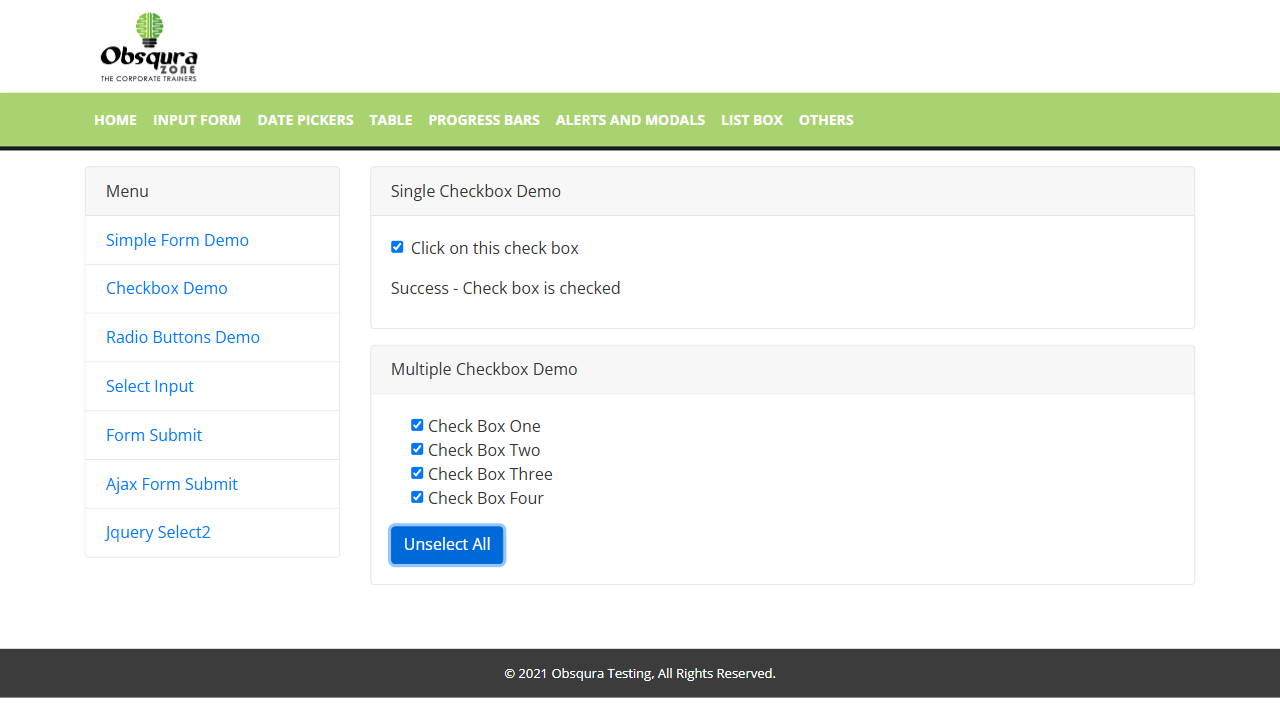 Obsqura
ZONE
THE CORPORATE TRAINERS
HOME INPUT FORM DATE PICKERS TABLE PROGRESS BARS ALERTS AND MODALS LIST BOX OTHERS
Menu
Simple Form Demo
Checkbox Demo
Radio Buttons Demo
Select Input
Form Submit
Ajax Form Submit
Jquery Select2
Single Checkbox Demo
Click on this check box
Success - Check box is checked
Multiple Checkbox Demo
Check Box One
Check Box Two
Check Box Three
Check Box Four
Unselect All
© 2021 Obsqura Testing, All Rights Reserved.